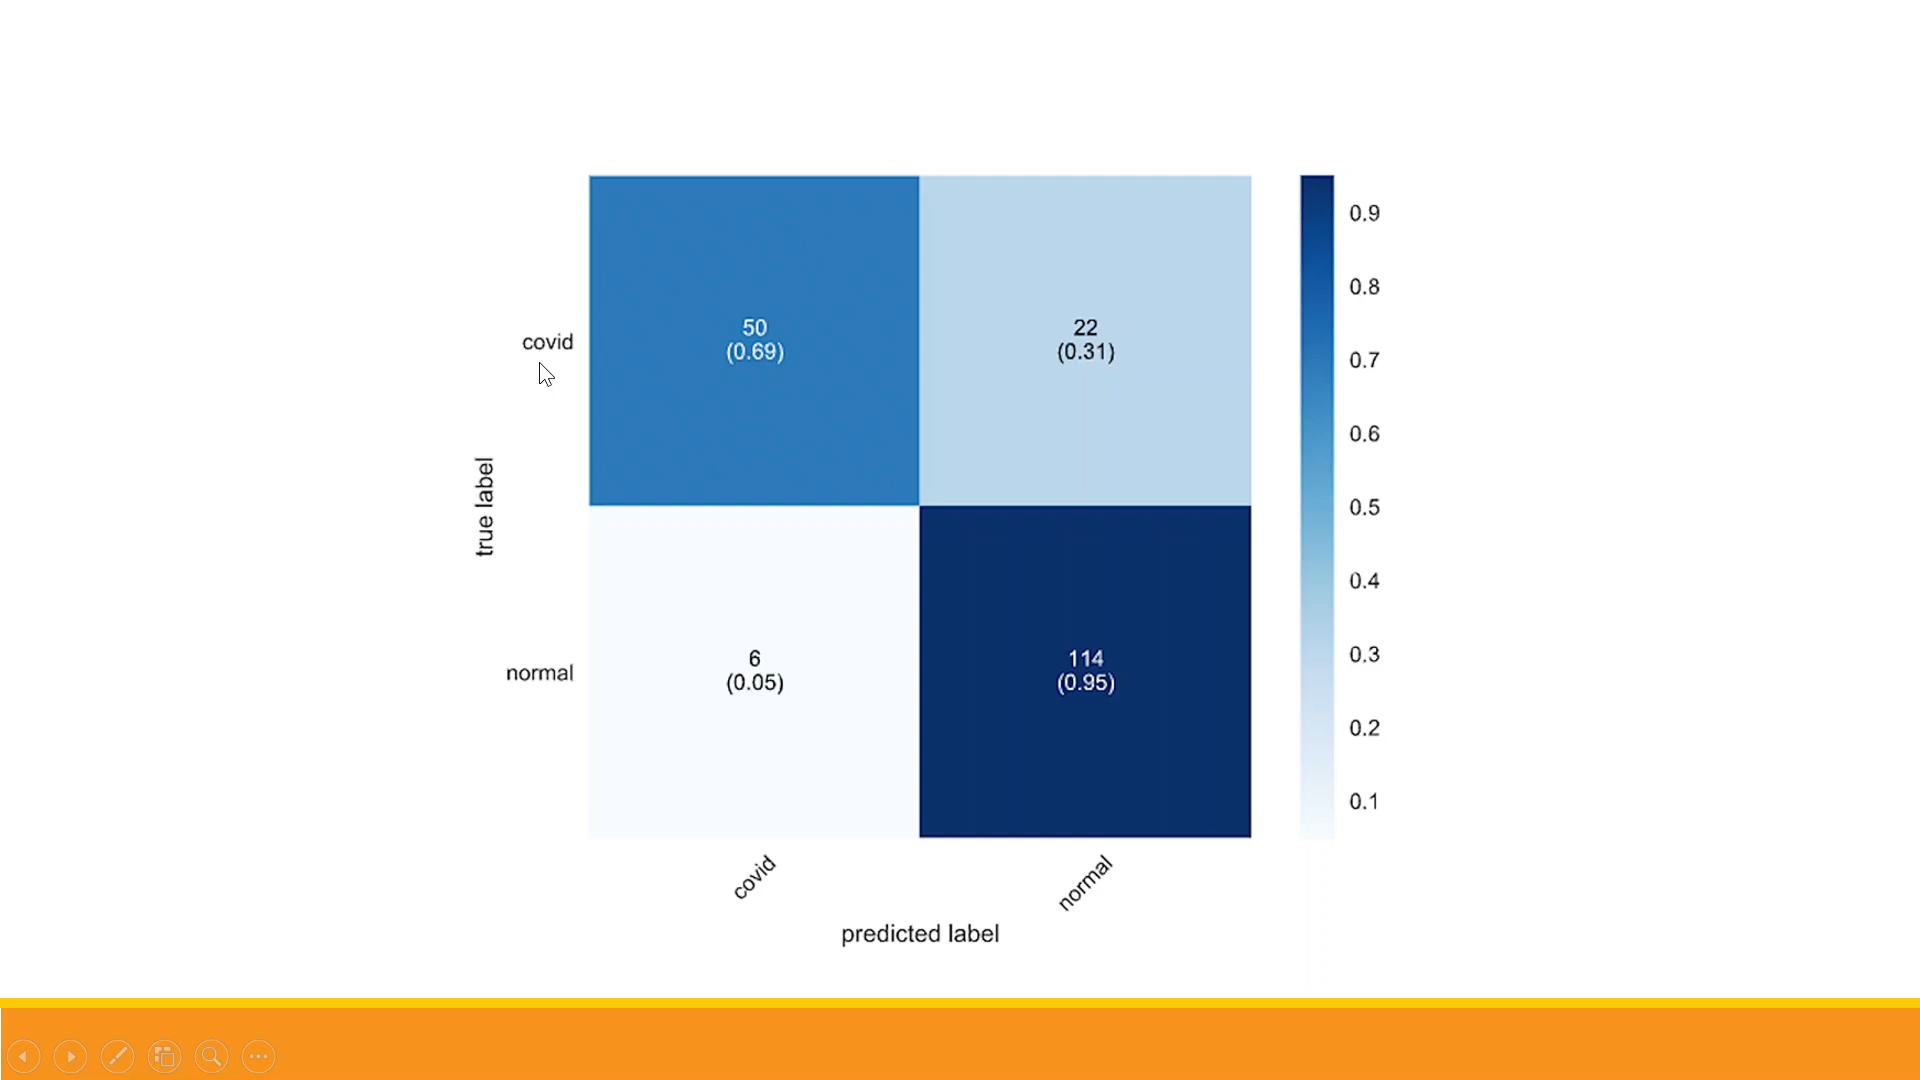 covid
50
(0.69)
22
(0.31)
normal
6
(0.05)
114
(0.95)
true label
covid
normal
predicted label
0.9
0.8
0.7
0.6
0.5
0.4
0.3
0.2
0.1